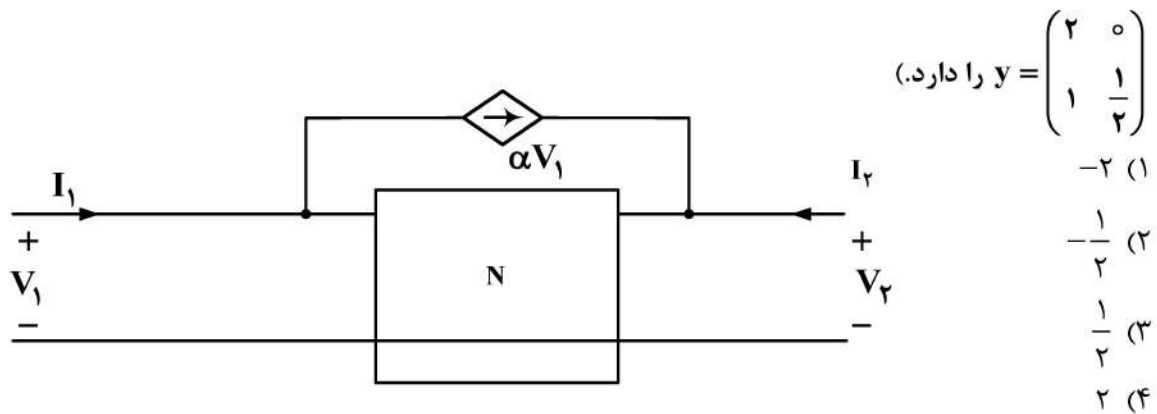 y = (۲ ۰
۱ ۱/۲) را دارد.)
۱) ۲−
۲) −۱/۲
۳) ۱/۲
۴) ۲
αV₁
I₁
I₂
+
V₁
−
N
+
V₂
−